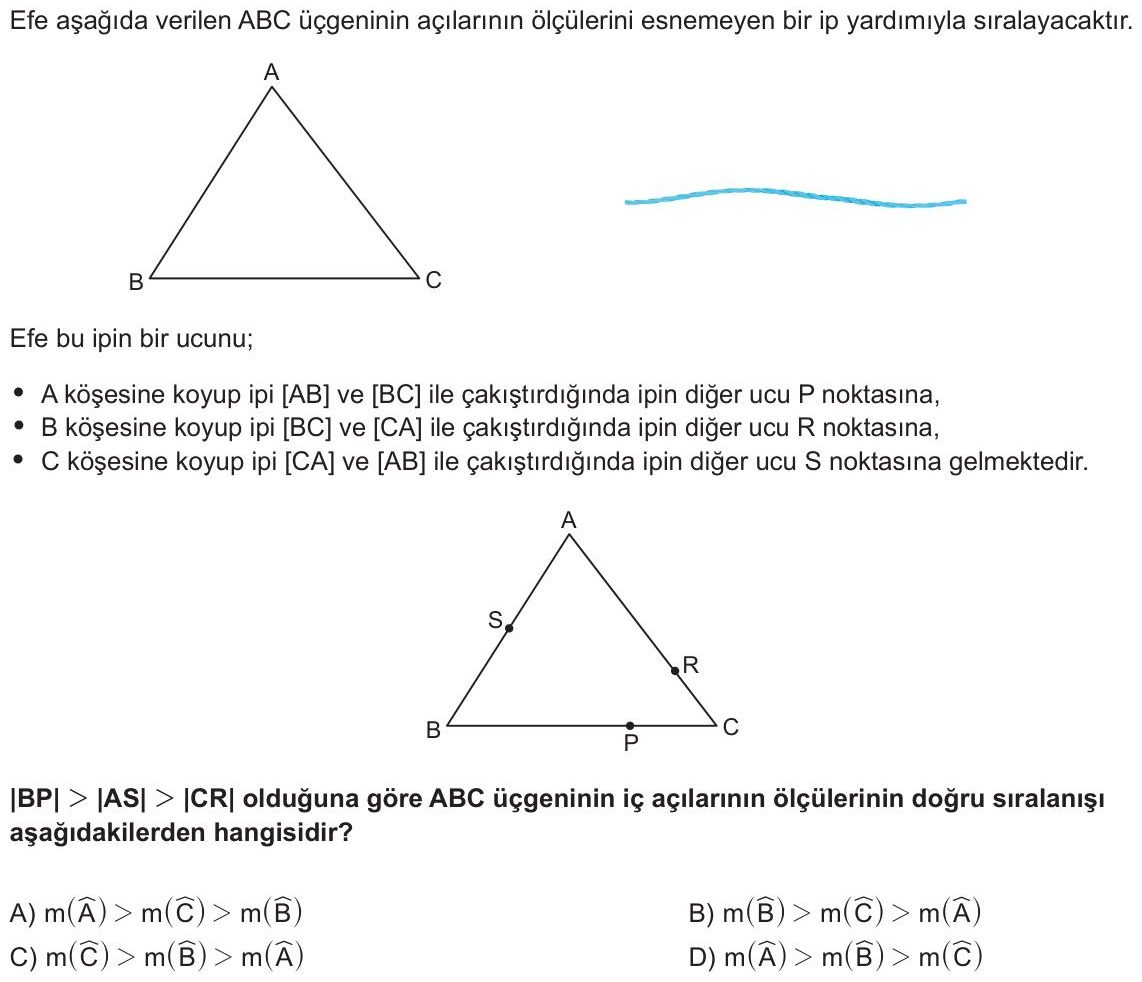 Efe aşağıda verilen ABC üçgeninin açılarının ölçülerini esnemeyen bir ip yardımıyla sıralayacaktır.
A
B
C
Efe bu ipin bir ucunu;
• A köşesine koyup ipi [AB] ve [BC] ile çakıştırdığında ipin diğer ucu P noktasına,
• B köşesine koyup ipi [BC] ve [CA] ile çakıştırdığında ipin diğer ucu R noktasına,
• C köşesine koyup ipi [CA] ve [AB] ile çakıştırdığında ipin diğer ucu S noktasına gelmektedir.
A
S
R
B
P
C
|BP| > |AS| > |CR| olduğuna göre ABC üçgeninin iç açılarının ölçülerinin doğru sıralanışı
aşağıdakilerden hangisidir?
A) m(Â) > m(Ĉ) > m(B̂)
B) m(B̂) > m(Ĉ) > m(Â)
C) m(Ĉ) > m(B̂) > m(Â)
D) m(Â) > m(B̂) > m(Ĉ)